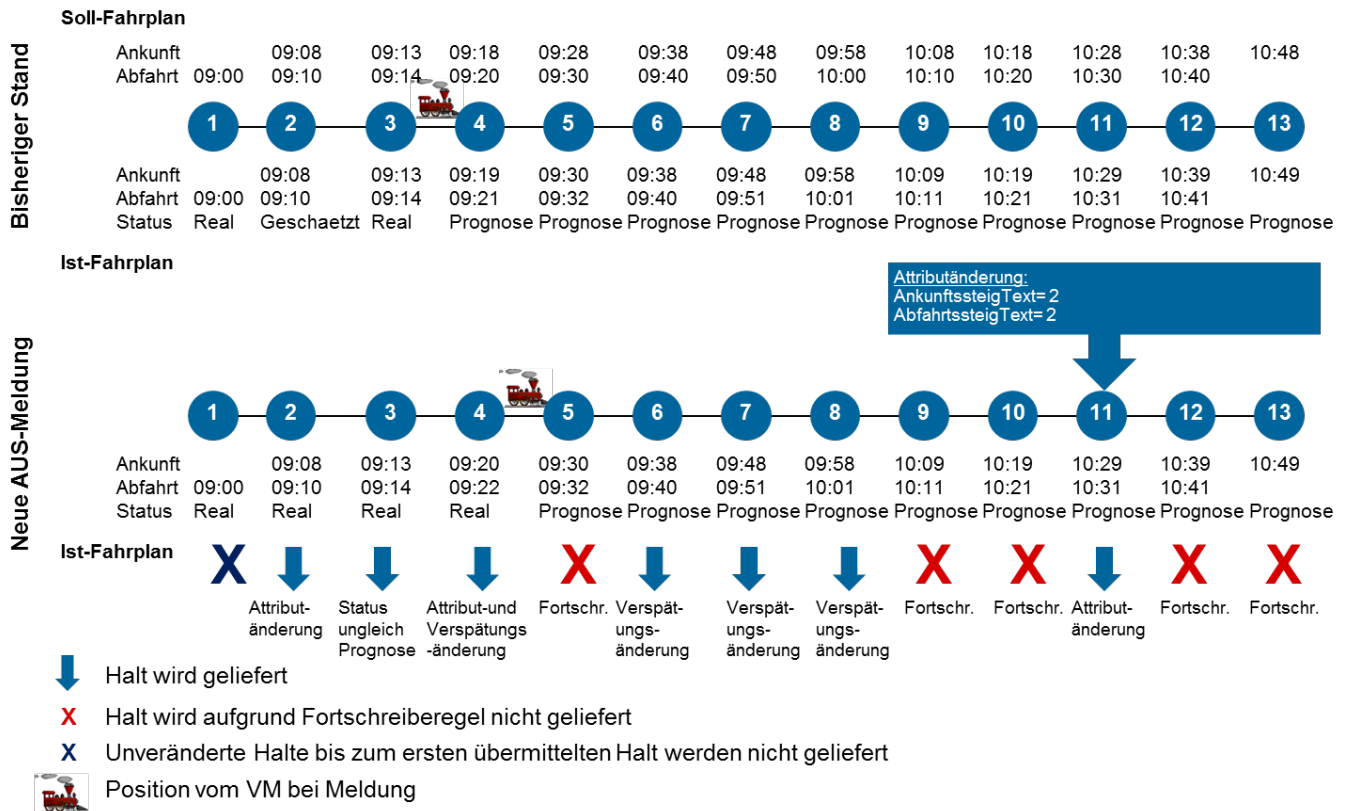 Soll-Fahrplan
Bisheriger Stand
Ankunft 09:08 09:13 09:18 09:28 09:38 09:48 09:58 10:08 10:18 10:28 10:38 10:48
Abfahrt 09:00 09:10 09:14 09:20 09:30 09:40 09:50 10:00 10:10 10:20 10:30 10:40
1 2 3 4 5 6 7 8 9 10 11 12 13
Ankunft 09:08 09:13 09:19 09:30 09:38 09:48 09:58 10:09 10:19 10:29 10:39 10:49
Abfahrt 09:00 09:10 09:14 09:21 09:32 09:40 09:51 10:01 10:11 10:21 10:31 10:41
Status Real Geschaetzt Real Prognose Prognose Prognose Prognose Prognose Prognose Prognose Prognose Prognose Prognose
Ist-Fahrplan
Attributänderung:
AnkunftssteigText= 2
AbfahrtssteigText= 2
Neue AUS-Meldung
1 2 3 4 5 6 7 8 9 10 11 12 13
Ankunft 09:08 09:13 09:20 09:30 09:38 09:48 09:58 10:09 10:19 10:29 10:39 10:49
Abfahrt 09:00 09:10 09:14 09:22 09:32 09:40 09:51 10:01 10:11 10:21 10:31 10:41
Status Real Real Real Real Prognose Prognose Prognose Prognose Prognose Prognose Prognose Prognose Prognose
Ist-Fahrplan
X X X X X X
Attribut-
änderung
Status
ungleich
Prognose
Attribut-und
Verspätungs
-änderung
Fortschr.
Verspät-
ungs-
änderung
Verspät-
ungs-
änderung
Verspät-
ungs-
änderung
Fortschr.
Fortschr.
Attribut-
änderung
Fortschr.
Fortschr.
Halt wird geliefert
X Halt wird aufgrund Fortschreiberegel nicht geliefert
X Unveränderte Halte bis zum ersten übermittelten Halt werden nicht geliefert
Position vom VM bei Meldung